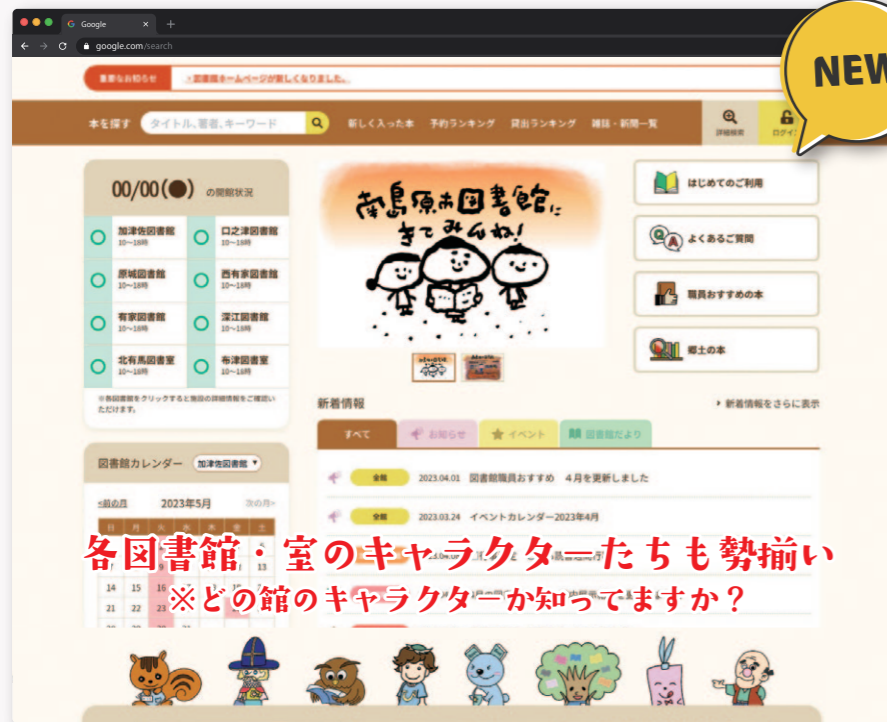 Google
google.com/search
NEW
重要なお知らせ
・図書館ホームページが新しくなりました。
本を探す
タイトル、著者、キーワード
新しく入った本 予約ランキング 貸出ランキング 雑誌・新聞一覧
詳細検索
00/00(●) の開館状況
加津佐図書館
10〜18時
口之津図書館
10〜18時
原城図書館
10〜18時
西有家図書館
10〜18時
有家図書館
10〜18時
深江図書館
10〜18時
北有馬図書室
10〜18時
布津図書室
10〜18時
※各図書館をクリックすると施設の詳細情報をご確認い
ただけます。
南島原市図書館に
きてみんね!
はじめてのご利用
Q A よくあるご質問
職員おすすめの本
郷土の本
新着情報
新着情報をさらに表示
すべて お知らせ イベント 図書館だより
全館 2023.04.01 図書館職員おすすめ 4月を更新しました
全館 2023.03.24 イベントカレンダー2023年4月
図書館カレンダー 加津佐図書館
<前の月 2023年5月 次の月>
日 月 火 水 木 金 土
各図書館・室のキャラクターたちも勢揃い
※どの館のキャラクターか知ってますか?
14 15 16
21 22 23